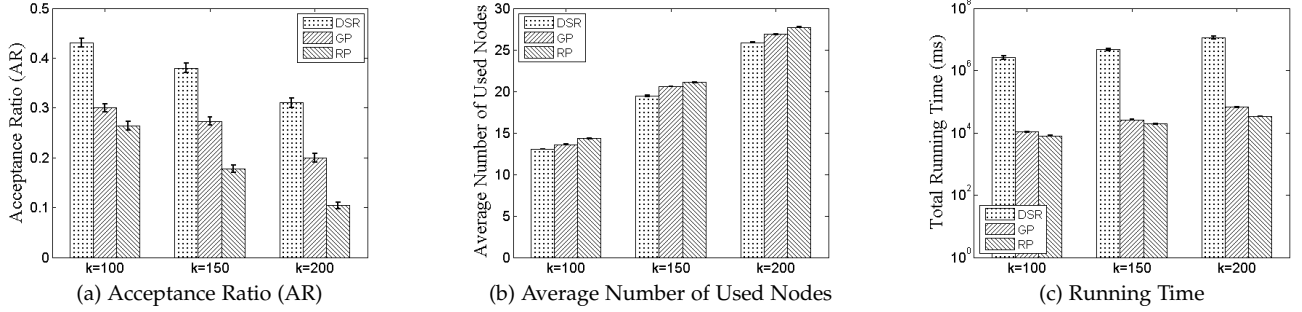 Acceptance Ratio (AR)
0.5
0.4
0.3
0.2
0.1
0
DSR
GP
RP
k=100
k=150
k=200
(a) Acceptance Ratio (AR)
Average Number of Used Nodes
30
25
20
15
10
5
0
DSR
GP
RP
k=100
k=150
k=200
(b) Average Number of Used Nodes
Total Running Time (ms)
10^8
10^6
10^4
10^2
10^0
DSR
GP
RP
k=100
k=150
k=200
(c) Running Time